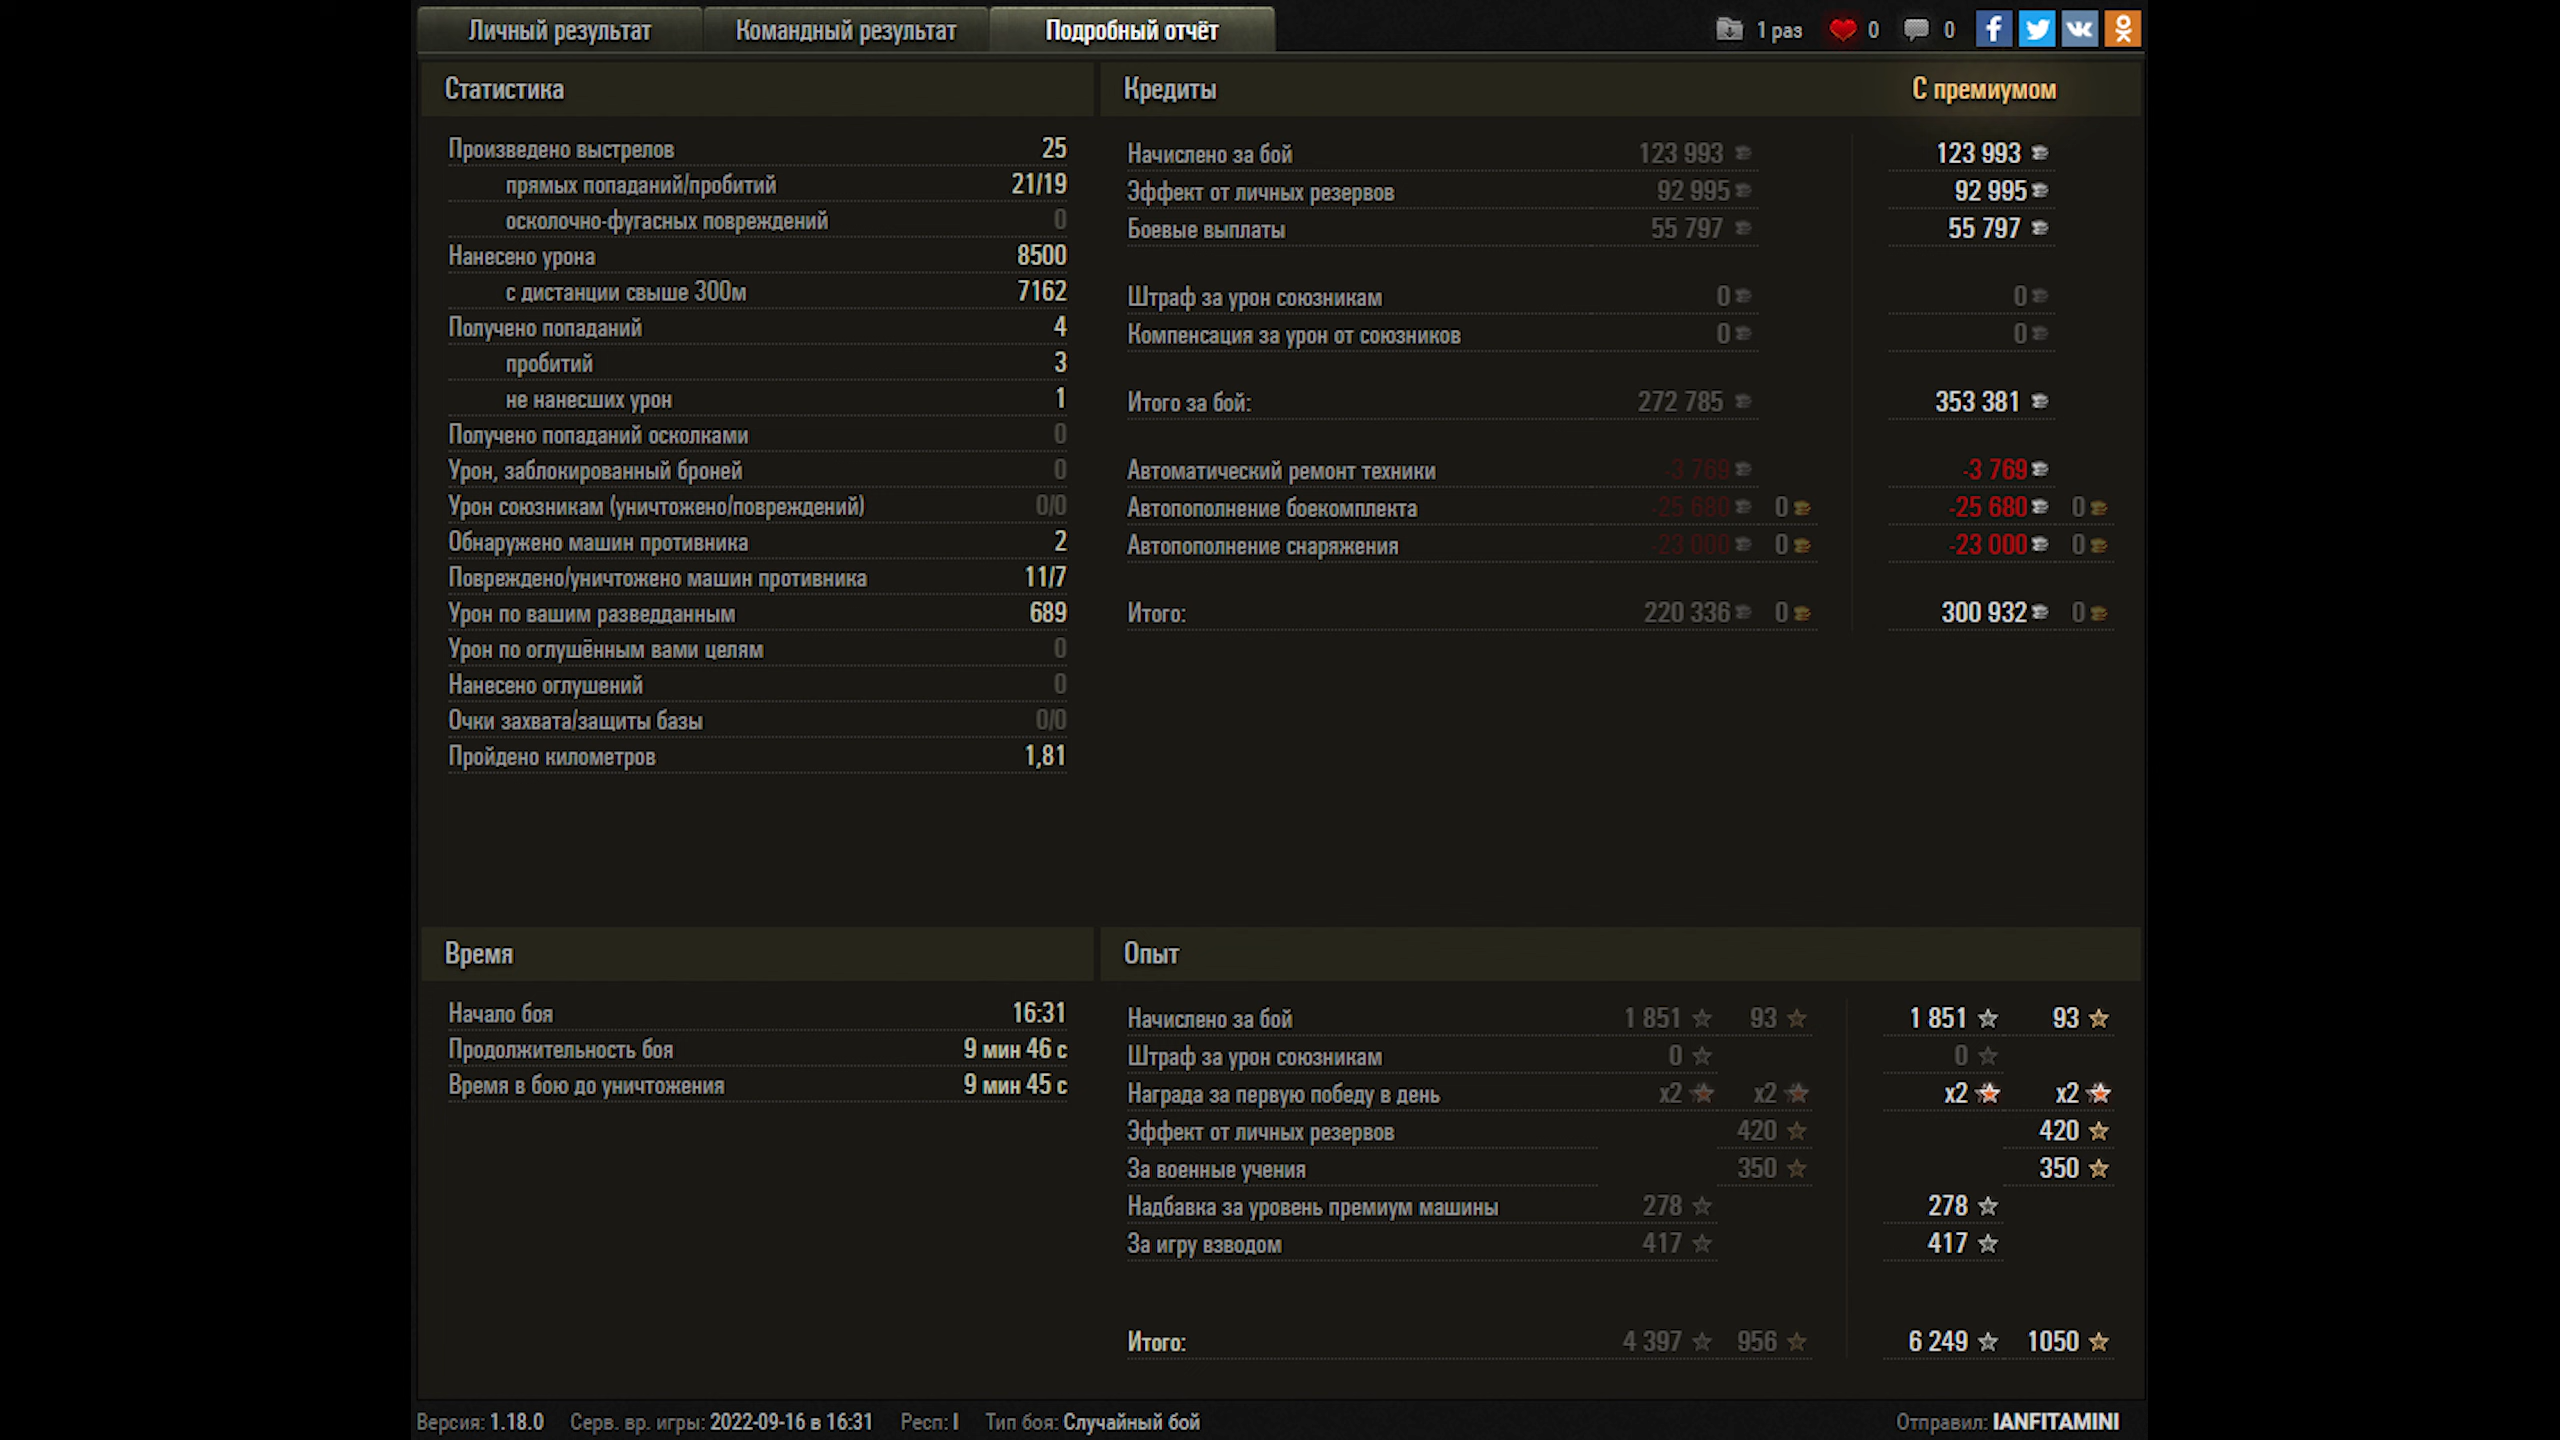 Личный результат Командный результат Подробный отчёт 1 раз 0 0
Статистика
Произведено выстрелов 25
прямых попаданий/пробитий 21/19
осколочно-фугасных повреждений 0
Нанесено урона 8500
с дистанции свыше 300м 7162
Получено попаданий 4
пробитий 3
не нанесших урон 1
Получено попаданий осколками 0
Урон, заблокированный броней 0
Урон союзникам (уничтожено/повреждений) 0/0
Обнаружено машин противника 2
Повреждено/уничтожено машин противника 11/7
Урон по вашим разведданным 689
Урон по оглушённым вами целям 0
Нанесено оглушений 0
Очки захвата/защиты базы 0/0
Пройдено километров 1,81
Кредиты С премиумом
Начислено за бой 123 993 123 993
Эффект от личных резервов 92 995 92 995
Боевые выплаты 55 797 55 797
Штраф за урон союзникам 0 0
Компенсация за урон от союзников 0 0
Итого за бой: 272 785 353 381
Автоматический ремонт техники -3 769 -3 769
Автопополнение боекомплекта -25 680 0 -25 680 0
Автопополнение снаряжения -23 000 0 -23 000 0
Итого: 220 336 0 300 932 0
Время
Начало боя 16:31
Продолжительность боя 9 мин 46 с
Время в бою до уничтожения 9 мин 45 с
Опыт
Начислено за бой 1 851 93 1 851 93
Штраф за урон союзникам 0 0
Награда за первую победу в день x2 x2 x2 x2
Эффект от личных резервов 420 420
За военные учения 350 350
Надбавка за уровень премиум машины 278 278
За игру взводом 417 417
Итого: 4 397 956 6 249 1050
Версия: 1.18.0 Серв. вр. игры: 2022-09-16 в 16:31 Респ: I Тип боя: Случайный бой Отправил: IANFITAMINI